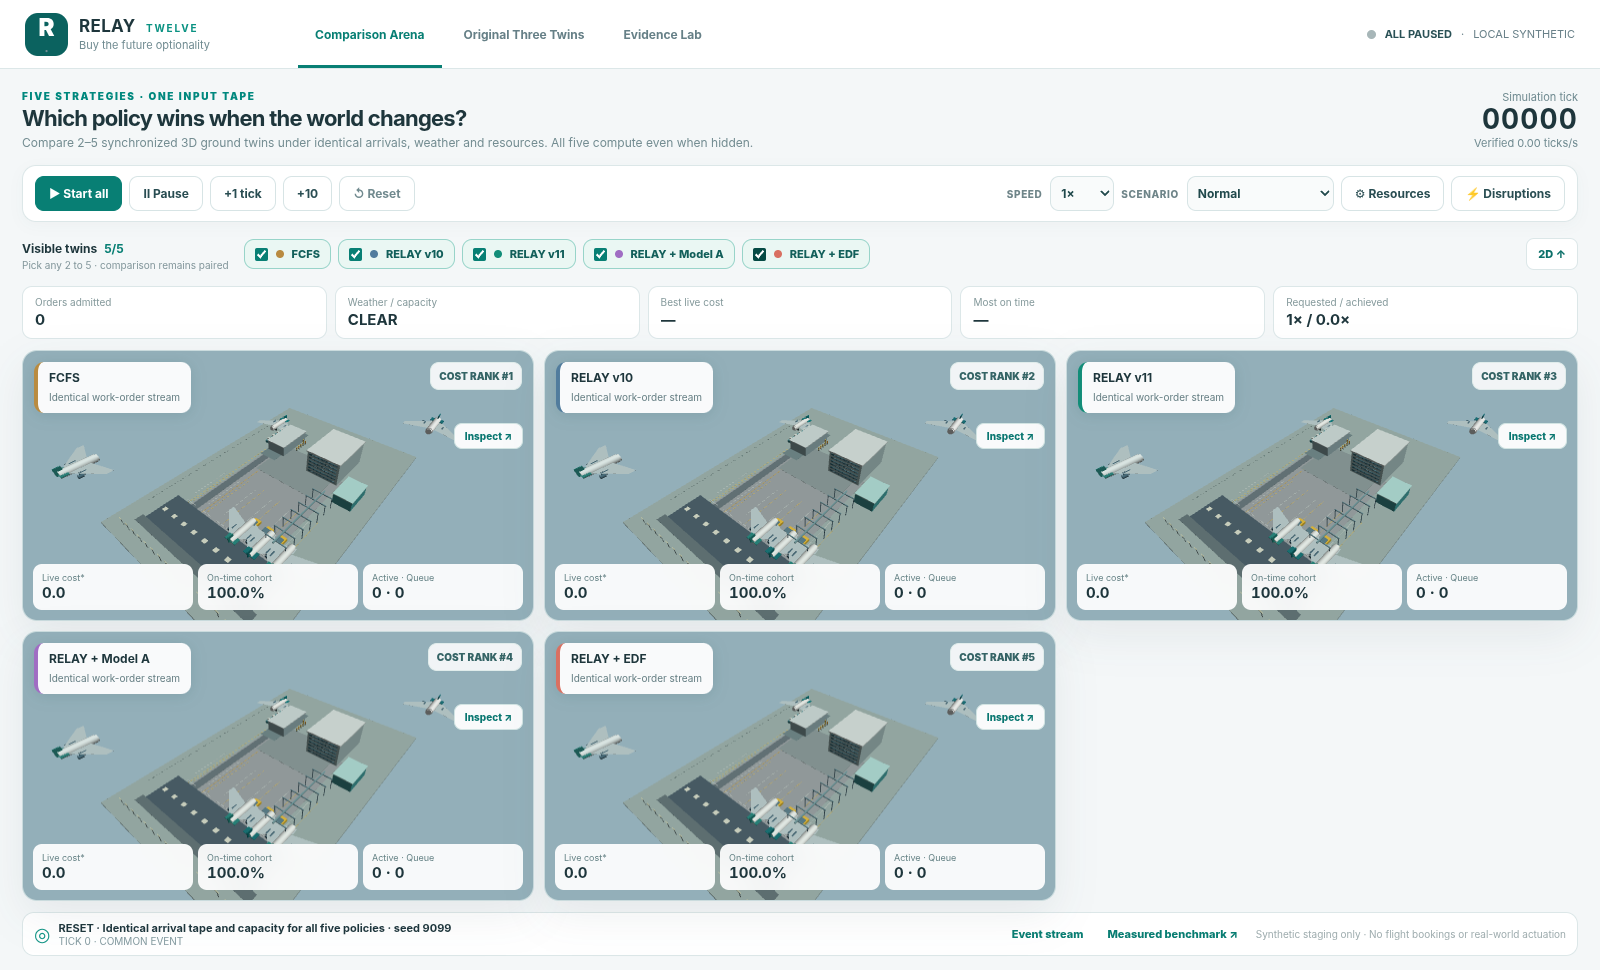 R
RELAY TWELVE
Buy the future optionality
Comparison Arena
Original Three Twins
Evidence Lab
ALL PAUSED · LOCAL SYNTHETIC
FIVE STRATEGIES · ONE INPUT TAPE
Which policy wins when the world changes?
Compare 2–5 synchronized 3D ground twins under identical arrivals, weather and resources. All five compute even when hidden.
Simulation tick
00000
Verified 0.00 ticks/s
▶ Start all
II Pause
+1 tick
+10
↺ Reset
SPEED
1×
SCENARIO
Normal
⚙ Resources
⚡ Disruptions
Visible twins 5/5
Pick any 2 to 5 · comparison remains paired
FCFS
RELAY v10
RELAY v11
RELAY + Model A
RELAY + EDF
2D ↑
Orders admitted
0
Weather / capacity
CLEAR
Best live cost
—
Most on time
—
Requested / achieved
1× / 0.0×
FCFS
Identical work-order stream
COST RANK #1
Inspect ↗
Live cost*
0.0
On-time cohort
100.0%
Active · Queue
0 · 0
RELAY v10
Identical work-order stream
COST RANK #2
Inspect ↗
Live cost*
0.0
On-time cohort
100.0%
Active · Queue
0 · 0
RELAY v11
Identical work-order stream
COST RANK #3
Inspect ↗
Live cost*
0.0
On-time cohort
100.0%
Active · Queue
0 · 0
RELAY + Model A
Identical work-order stream
COST RANK #4
Inspect ↗
Live cost*
0.0
On-time cohort
100.0%
Active · Queue
0 · 0
RELAY + EDF
Identical work-order stream
COST RANK #5
Inspect ↗
Live cost*
0.0
On-time cohort
100.0%
Active · Queue
0 · 0
RESET · Identical arrival tape and capacity for all five policies · seed 9099
TICK 0 · COMMON EVENT
Event stream
Measured benchmark ↗
Synthetic staging only · No flight bookings or real-world actuation